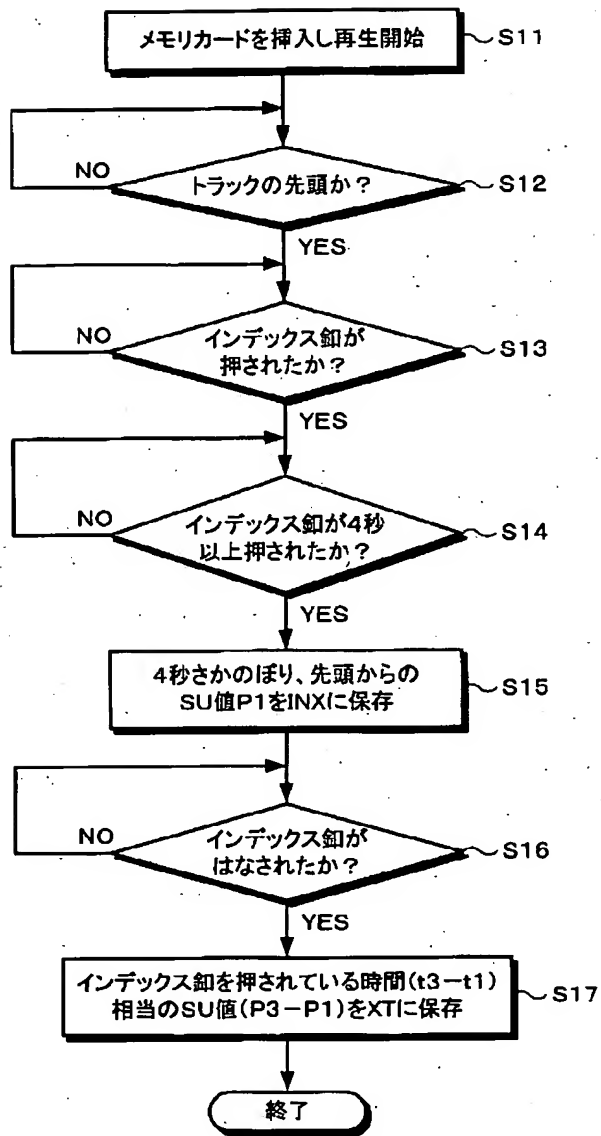 メモリカードを挿入し再生開始
S11
NO
トラックの先頭か？
S12
YES
NO
インデックス釦が
押されたか？
S13
YES
NO
インデックス釦が4秒
以上押されたか？
S14
YES
4秒さかのぼり、先頭からの
SU値P1をINXに保存
S15
NO
インデックス釦が
はなされたか？
S16
YES
インデックス釦を押されている時間(t3－t1)
相当のSU値(P3－P1)をXTに保存
S17
終了